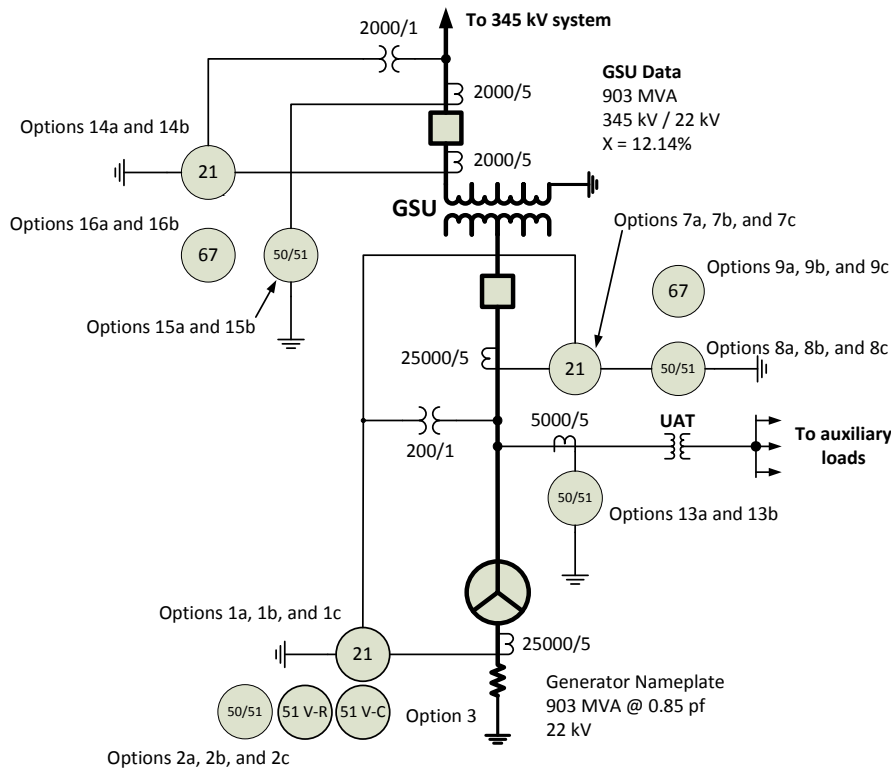 2000/1
To 345 kV system
GSU Data
903 MVA
345 kV / 22 kV
X = 12.14%
2000/5
Options 14a and 14b
2000/5
21
GSU
Options 7a, 7b, and 7c
Options 16a and 16b
67
50/51
Options 9a, 9b, and 9c
67
Options 15a and 15b
25000/5
21
50/51
Options 8a, 8b, and 8c
200/1
5000/5
UAT
To auxiliary
loads
50/51
Options 13a and 13b
Options 1a, 1b, and 1c
21
25000/5
50/51
51 V-R
51 V-C
Option 3
Generator Nameplate
903 MVA @ 0.85 pf
22 kV
Options 2a, 2b, and 2c